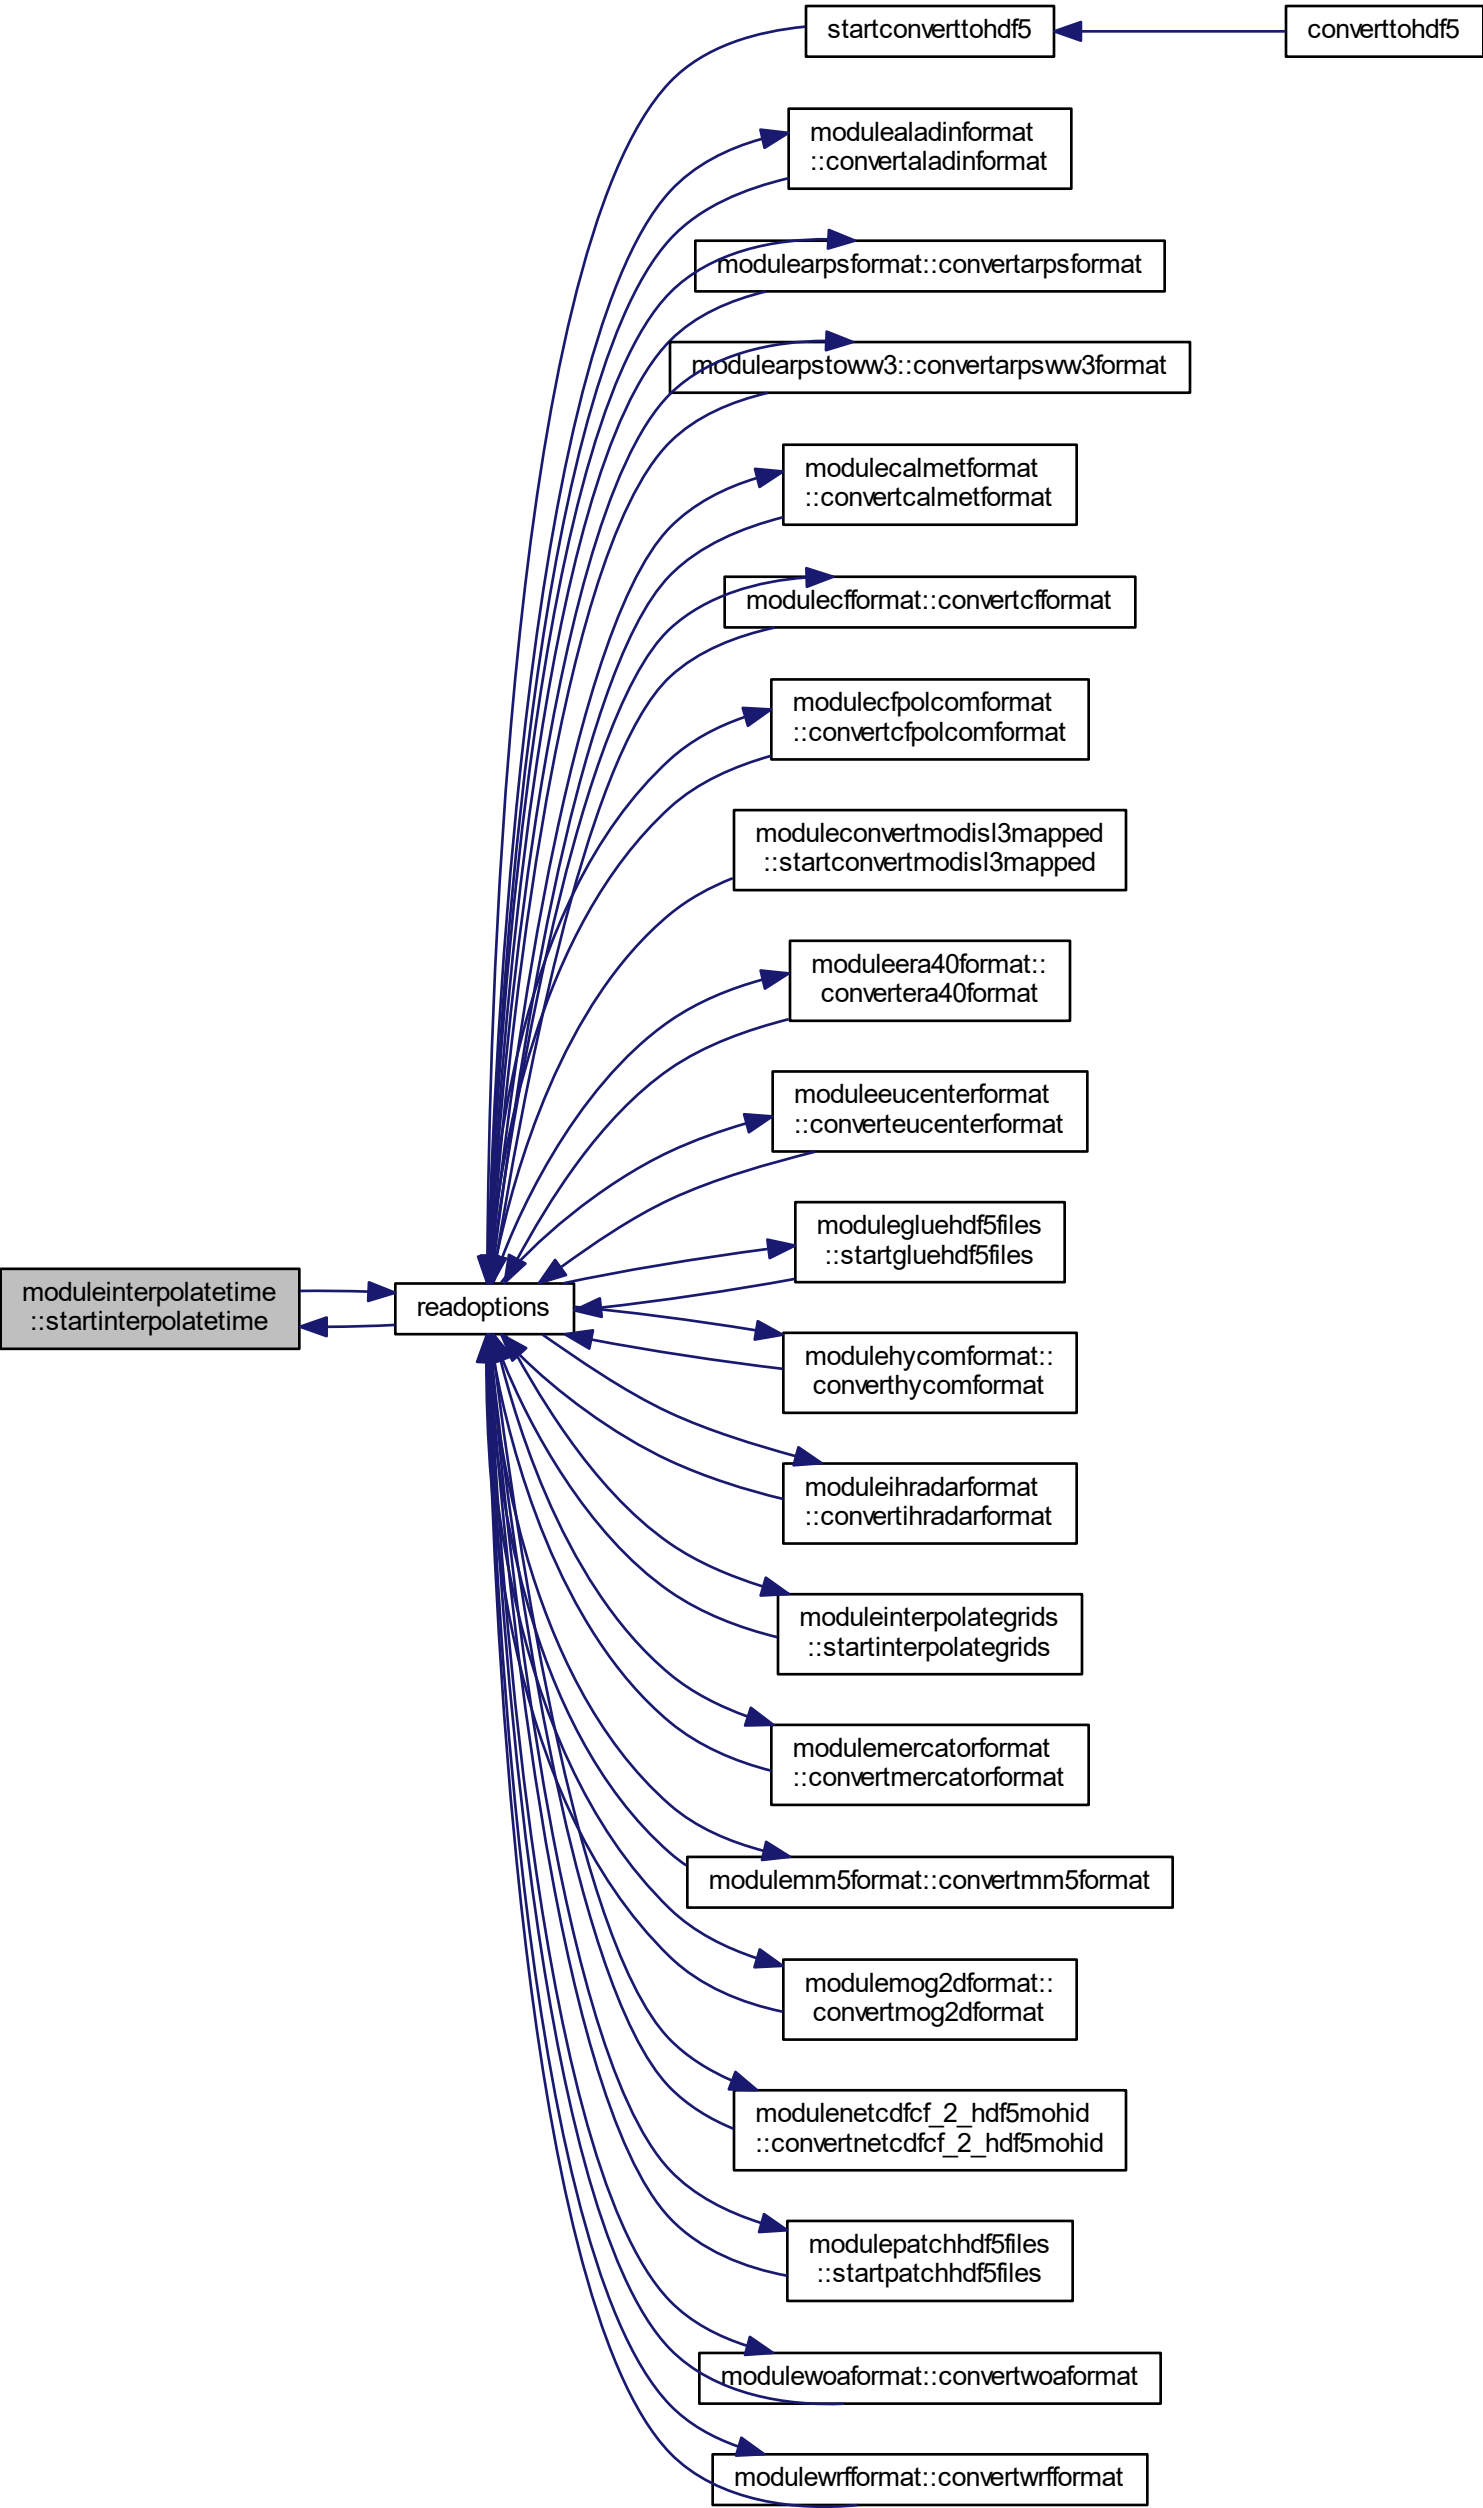 startconverttohdf5
converttohdf5
modulealadinformat
::convertaladinformat
modulearpsformat::convertarpsformat
modulearpstoww3::convertarpsww3format
modulecalmetformat
::convertcalmetformat
modulecfformat::convertcfformat
modulecfpolcomformat
::convertcfpolcomformat
moduleconvertmodisl3mapped
::startconvertmodisl3mapped
moduleera40format::
convertera40format
moduleeucenterformat
::converteucenterformat
modulegluehdf5files
::startgluehdf5files
moduleinterpolatetime
::startinterpolatetime
readoptions
modulehycomformat::
converthycomformat
moduleihradarformat
::convertihradarformat
moduleinterpolategrids
::startinterpolategrids
modulemercatorformat
::convertmercatorformat
modulemm5format::convertmm5format
modulemog2dformat::
convertmog2dformat
modulenetcdfcf_2_hdf5mohid
::convertnetcdfcf_2_hdf5mohid
modulepatchhdf5files
::startpatchhdf5files
modulewoaformat::convertwoaformat
modulewrfformat::convertwrfformat